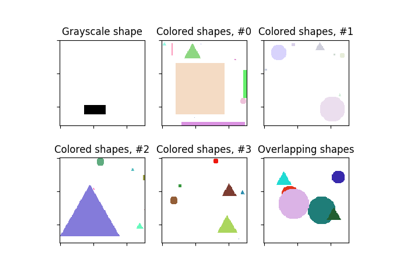 Grayscale shape
Colored shapes, #0
Colored shapes, #1
Colored shapes, #2
Colored shapes, #3
Overlapping shapes